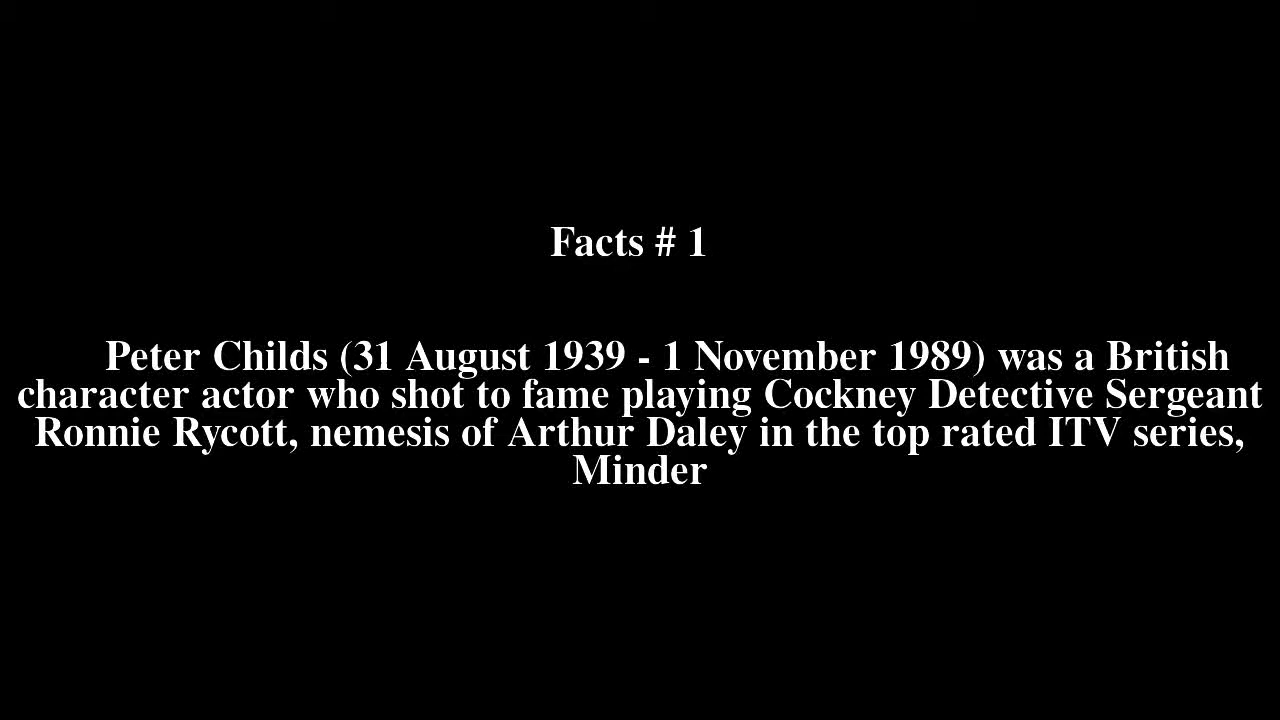 Facts # 1
Peter Childs (31 August 1939 - 1 November 1989) was a British
character actor who shot to fame playing Cockney Detective Sergeant
Ronnie Rycott, nemesis of Arthur Daley in the top rated ITV series,
Minder